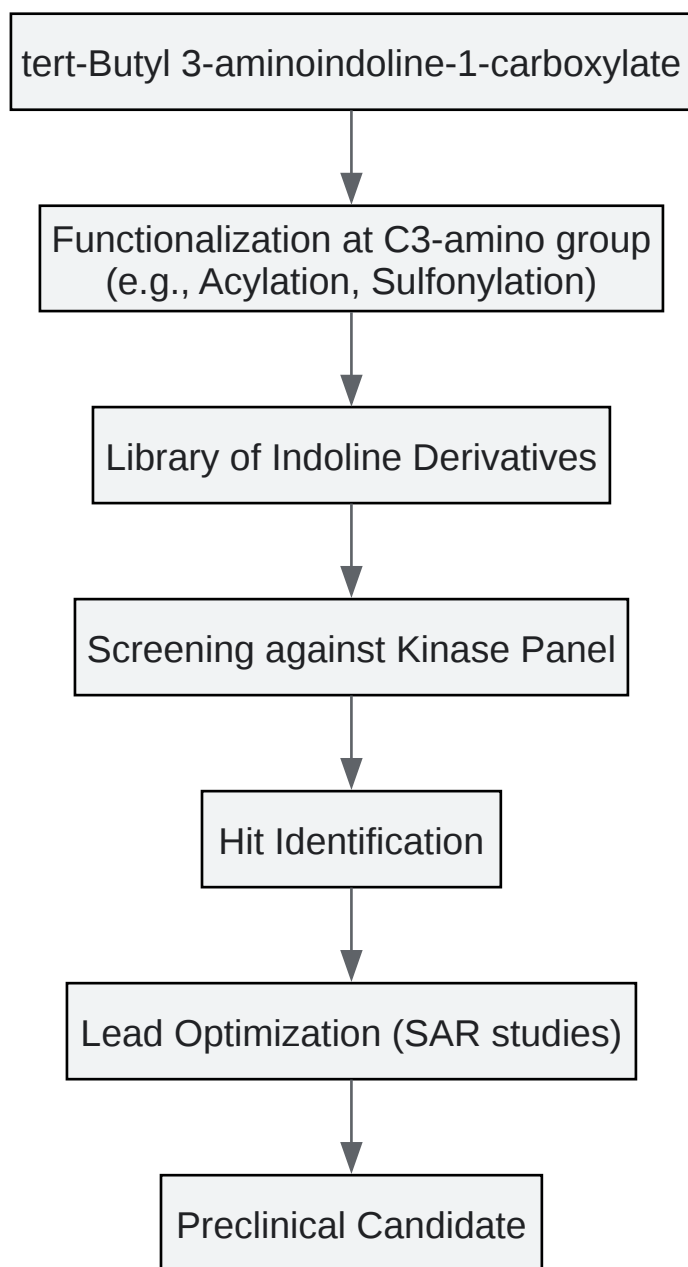 tert-Butyl 3-aminoindoline-1-carboxylate
Functionalization at C3-amino group
(e.g., Acylation, Sulfonylation)
Library of Indoline Derivatives
Screening against Kinase Panel
Hit Identification
Lead Optimization (SAR studies)
Preclinical Candidate